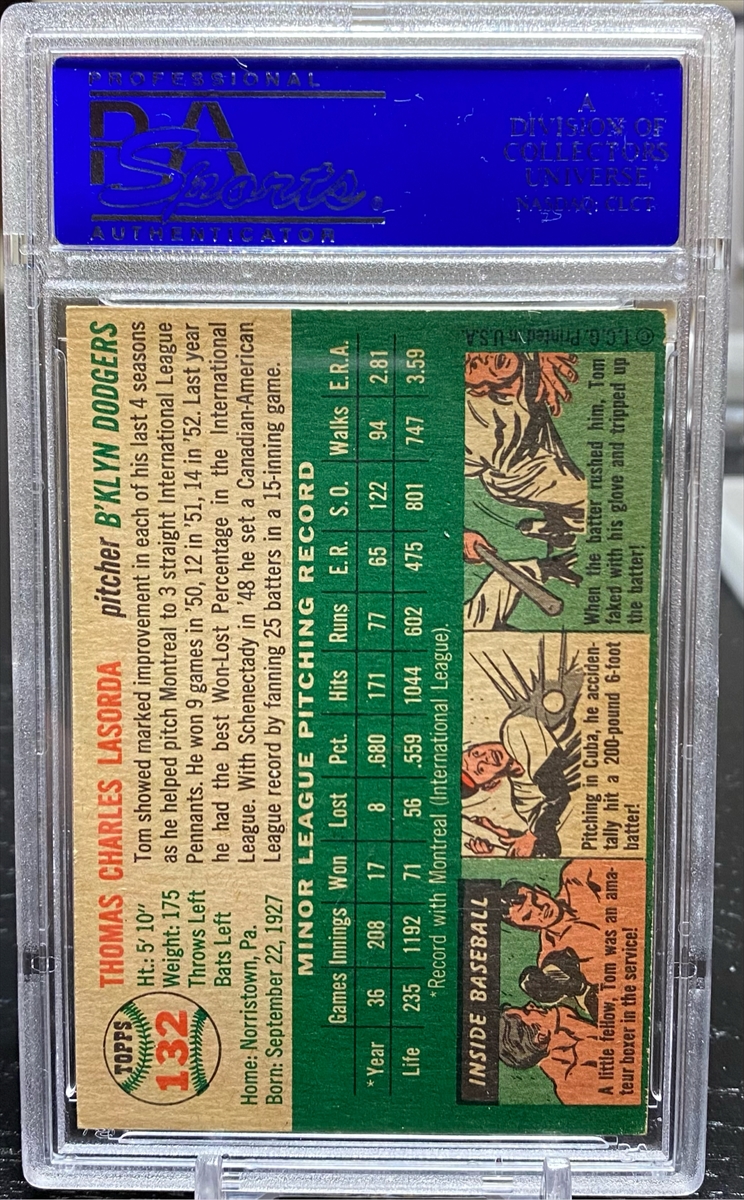 PROFESSIONAL
PSA
Sports
AUTHENTICATOR
A
DIVISION OF
COLLECTORS
UNIVERSE
NASDAQ: CLCT
TOPPS
132
THOMAS CHARLES LASORDA pitcher B'KLYN DODGERS
Ht.: 5' 10"
Weight: 175
Throws Left
Bats Left
Home: Norristown, Pa.
Born: September 22, 1927
Tom showed marked improvement in each of his last 4 seasons
as he helped pitch Montreal to 3 straight International League
Pennants. He won 9 games in '50, 12 in '51, 14 in '52. Last year
he had the best Won-Lost Percentage in the International
League. With Schenectady in '48 he set a Canadian-American
League record by fanning 25 batters in a 15-inning game.
MINOR LEAGUE PITCHING RECORD
Games Innings Won Lost Pct. Hits Runs E.R. S.O. Walks E.R.A.
*Year 36 208 17 8 .680 171 77 65 122 94 2.81
Life 235 1192 71 56 .559 1044 602 475 801 747 3.59
*Record with Montreal (International League).
INSIDE BASEBALL
A little fellow, Tom was an ama-
teur boxer in the service!
Pitching in Cuba, he acciden-
tally hit a 200-pound 6-foot
batter!
When the batter rushed him, Tom
faked with his glove and tripped up
the batter!
© T.C.G. Printed in U.S.A.